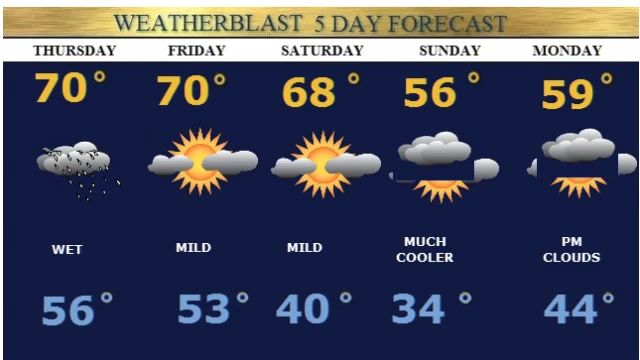 WEATHERBLAST 5 DAY FORECAST
THURSDAY FRIDAY SATURDAY SUNDAY MONDAY
70° 70° 68° 56° 59°
WET MILD MILD MUCH COOLER PM CLOUDS
56° 53° 40° 34° 44°